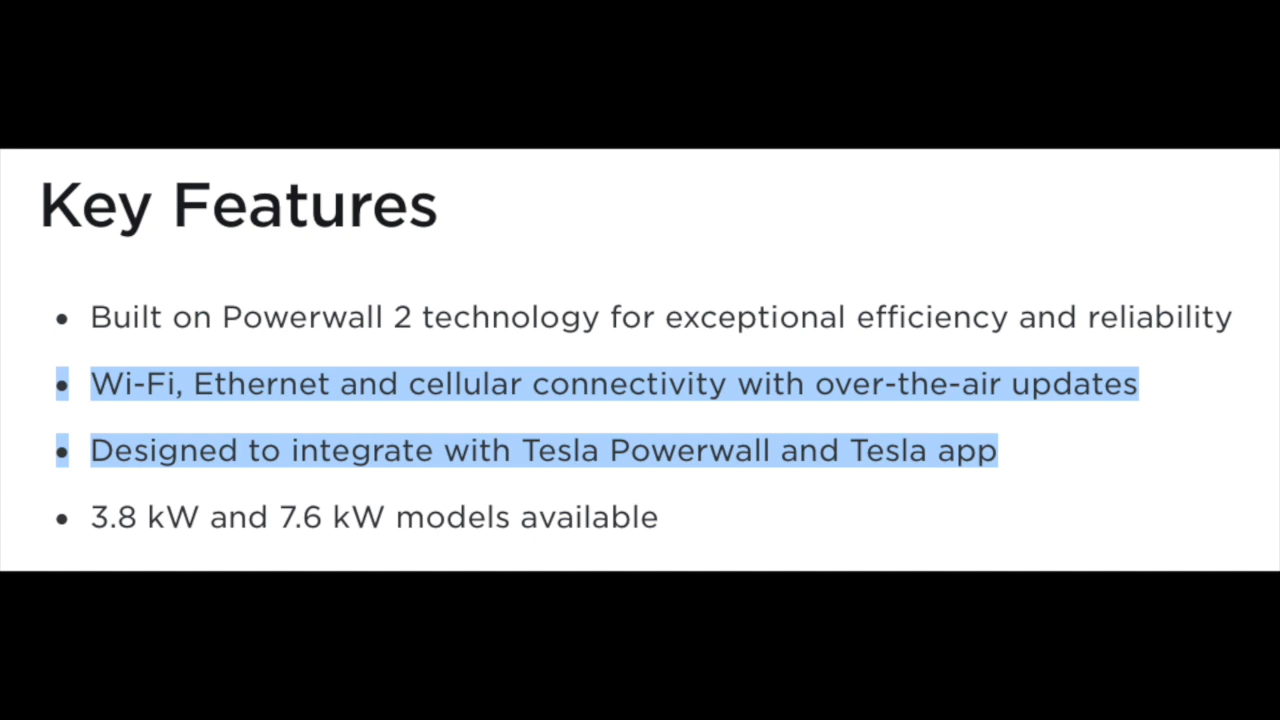 Key Features
• Built on Powerwall 2 technology for exceptional efficiency and reliability
• Wi-Fi, Ethernet and cellular connectivity with over-the-air updates
• Designed to integrate with Tesla Powerwall and Tesla app
• 3.8 kW and 7.6 kW models available